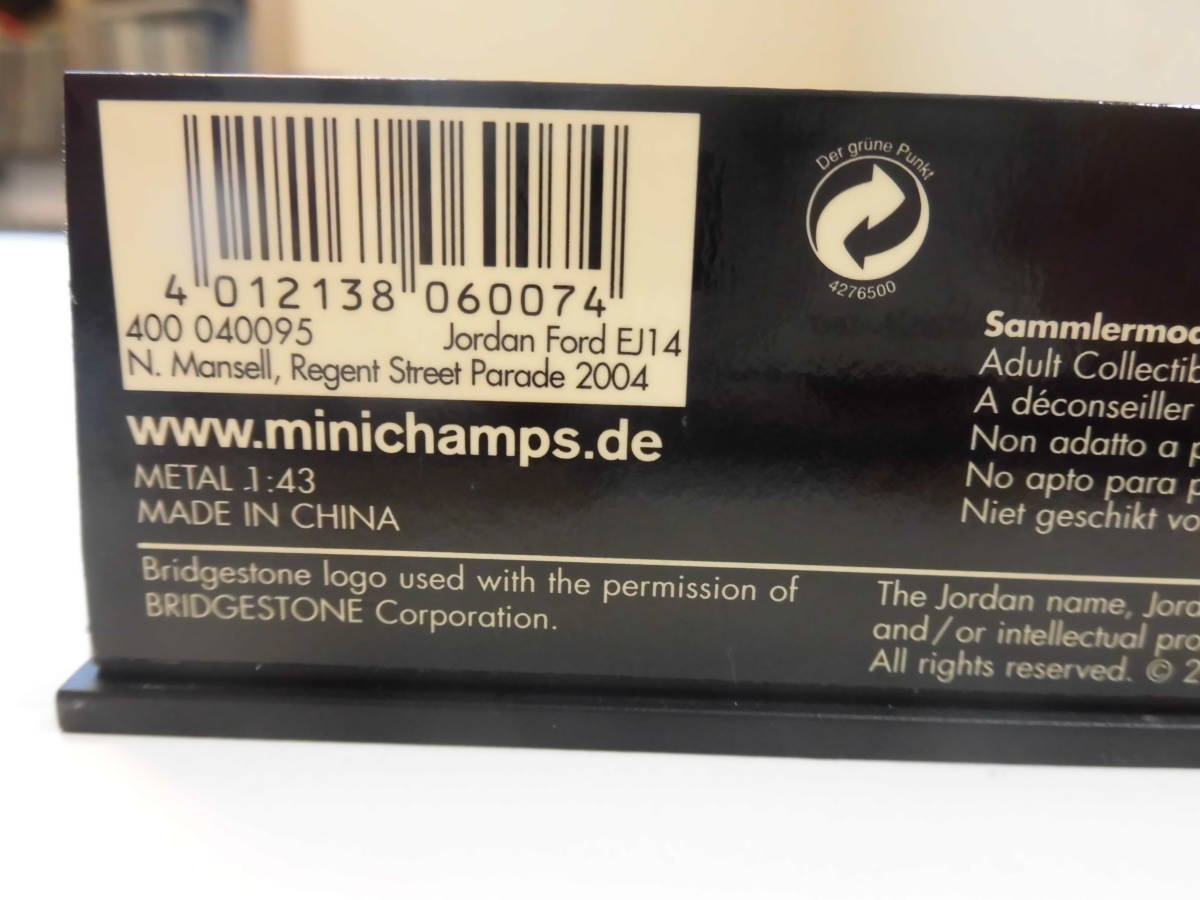 4 012138 060074
400 040095 Jordan Ford EJ14
N. Mansell, Regent Street Parade 2004
www.minichamps.de
METAL 1:43
MADE IN CHINA
Bridgestone logo used with the permission of
BRIDGESTONE Corporation.
Der grüne Punkt
4276500
Sammlermod
Adult Collectib
A déconseiller
Non adatto a p
No apto para p
Niet geschikt vo
The Jordan name, Jord
and/or intellectual pro
All rights reserved. © 2